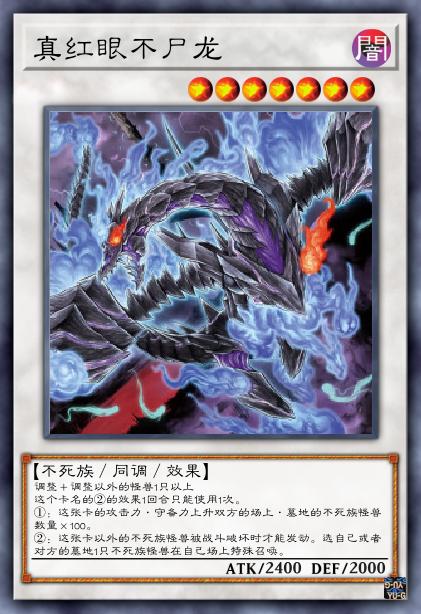 真红眼不尸龙
闇
【不死族／同调／效果】
调整＋调整以外的怪兽1只以上
这个卡名的②的效果1回合只能使用1次。
①：这张卡的攻击力·守备力上升双方的场上·墓地的不死族怪兽
数量×100。
②：这张卡以外的不死族怪兽被战斗破坏时才能发动。选自己或者
对方的墓地1只不死族怪兽在自己场上特殊召唤。
ATK/2400 DEF/2000